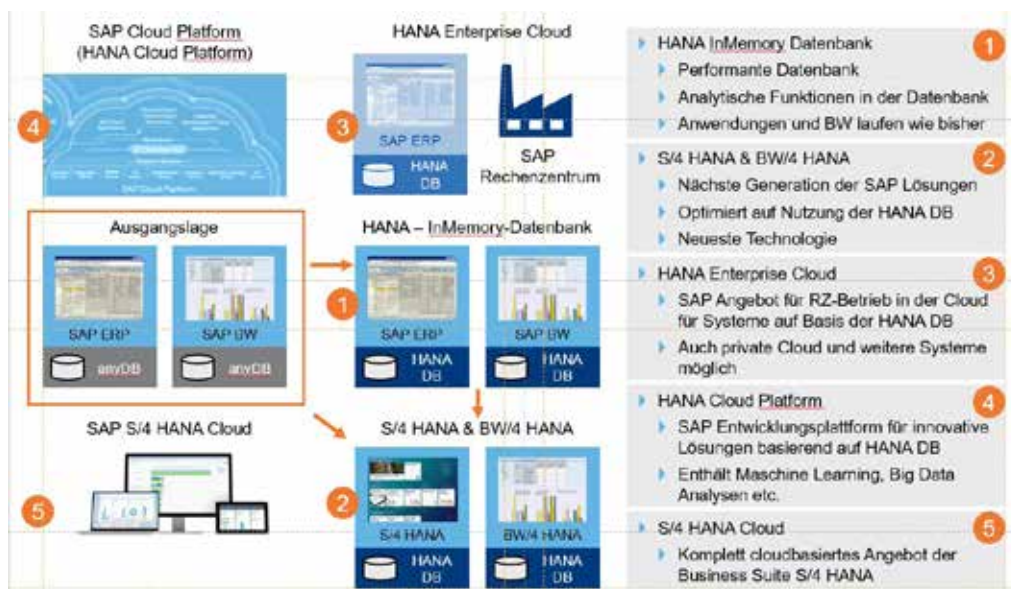 SAP Cloud Platform
(HANA Cloud Platform)
4
SAP Cloud Platform
HANA Enterprise Cloud
3
SAP ERP
HANA
DB
SAP
Rechenzentrum
Ausgangslage
SAP ERP
anyDB
SAP BW
anyDB
HANA – InMemory-Datenbank
1
SAP ERP
HANA
DB
SAP BW
HANA
DB
SAP S/4 HANA Cloud
5
S/4 HANA & BW/4 HANA
2
S/4 HANA
HANA
DB
BW/4 HANA
HANA
DB
HANA InMemory Datenbank
1
Performante Datenbank
Analytische Funktionen in der Datenbank
Anwendungen und BW laufen wie bisher
S/4 HANA & BW/4 HANA
2
Nächste Generation der SAP Lösungen
Optimiert auf Nutzung der HANA DB
Neueste Technologie
HANA Enterprise Cloud
3
SAP Angebot für RZ-Betrieb in der Cloud
für Systeme auf Basis der HANA DB
Auch private Cloud und weitere Systeme
möglich
HANA Cloud Platform
4
SAP Entwicklungsplattform für innovative
Lösungen basierend auf HANA DB
Enthält Maschine Learning, Big Data
Analysen etc.
S/4 HANA Cloud
5
Komplett cloudbasiertes Angebot der
Business Suite S/4 HANA